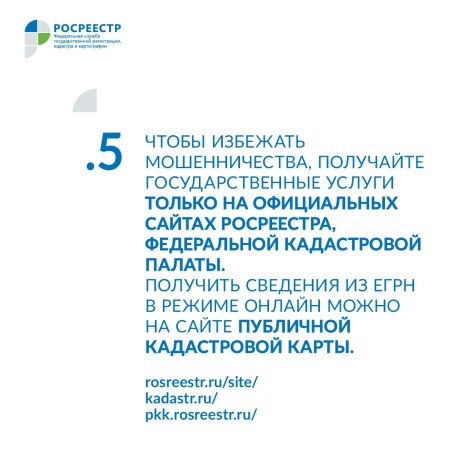 РОСРЕЕСТР
Федеральная служба
государственной регистрации,
кадастра и картографии
.5
ЧТОБЫ ИЗБЕЖАТЬ
МОШЕННИЧЕСТВА, ПОЛУЧАЙТЕ
ГОСУДАРСТВЕННЫЕ УСЛУГИ
ТОЛЬКО НА ОФИЦИАЛЬНЫХ
САЙТАХ РОСРЕЕСТРА,
ФЕДЕРАЛЬНОЙ КАДАСТРОВОЙ
ПАЛАТЫ.
ПОЛУЧИТЬ СВЕДЕНИЯ ИЗ ЕГРН
В РЕЖИМЕ ОНЛАЙН МОЖНО
НА САЙТЕ ПУБЛИЧНОЙ
КАДАСТРОВОЙ КАРТЫ.
rosreestr.ru/site/
kadastr.ru/
pkk.rosreestr.ru/